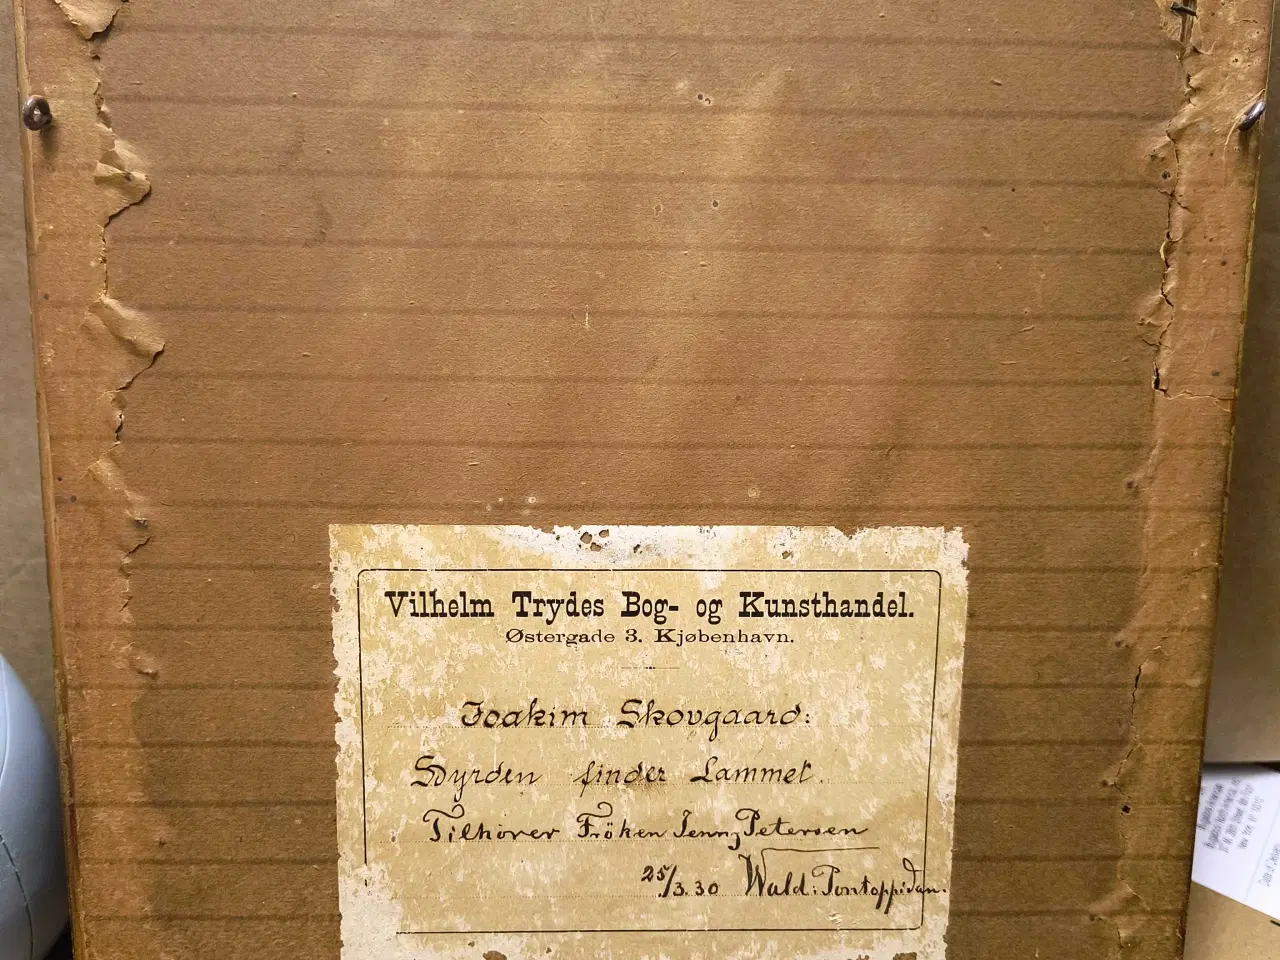 Vilhelm Trydes Bog- og Kunsthandel.
Østergade 3. Kjøbenhavn.
Joakim Skovgaard:
Hyrden finder Lammet.
Tilhører Fröken Jenny Petersen
25/3.30 Wald: Pontoppidan.